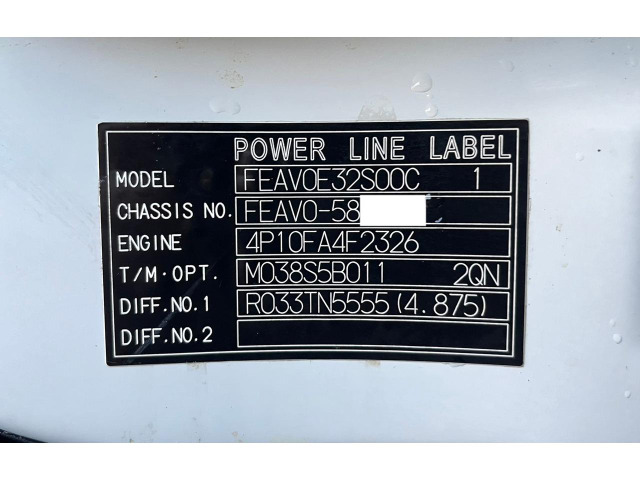 POWER LINE LABEL
MODEL FEAV0E32S00C 1
CHASSIS NO. FEAV0-58
ENGINE 4P10FA4F2326
T/M·OPT. M038S5B011 2QN
DIFF.NO.1 R033TN5555(4.875)
DIFF.NO.2